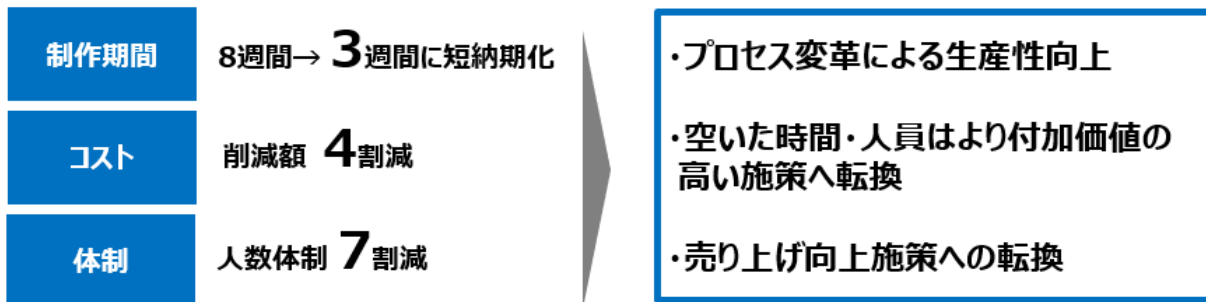 制作期間
8週間→ 3週間に短納期化
コスト
削減額 4割減
体制
人数体制 7割減
・プロセス変革による生産性向上
・空いた時間・人員はより付加価値の
高い施策へ転換
・売り上げ向上施策への転換